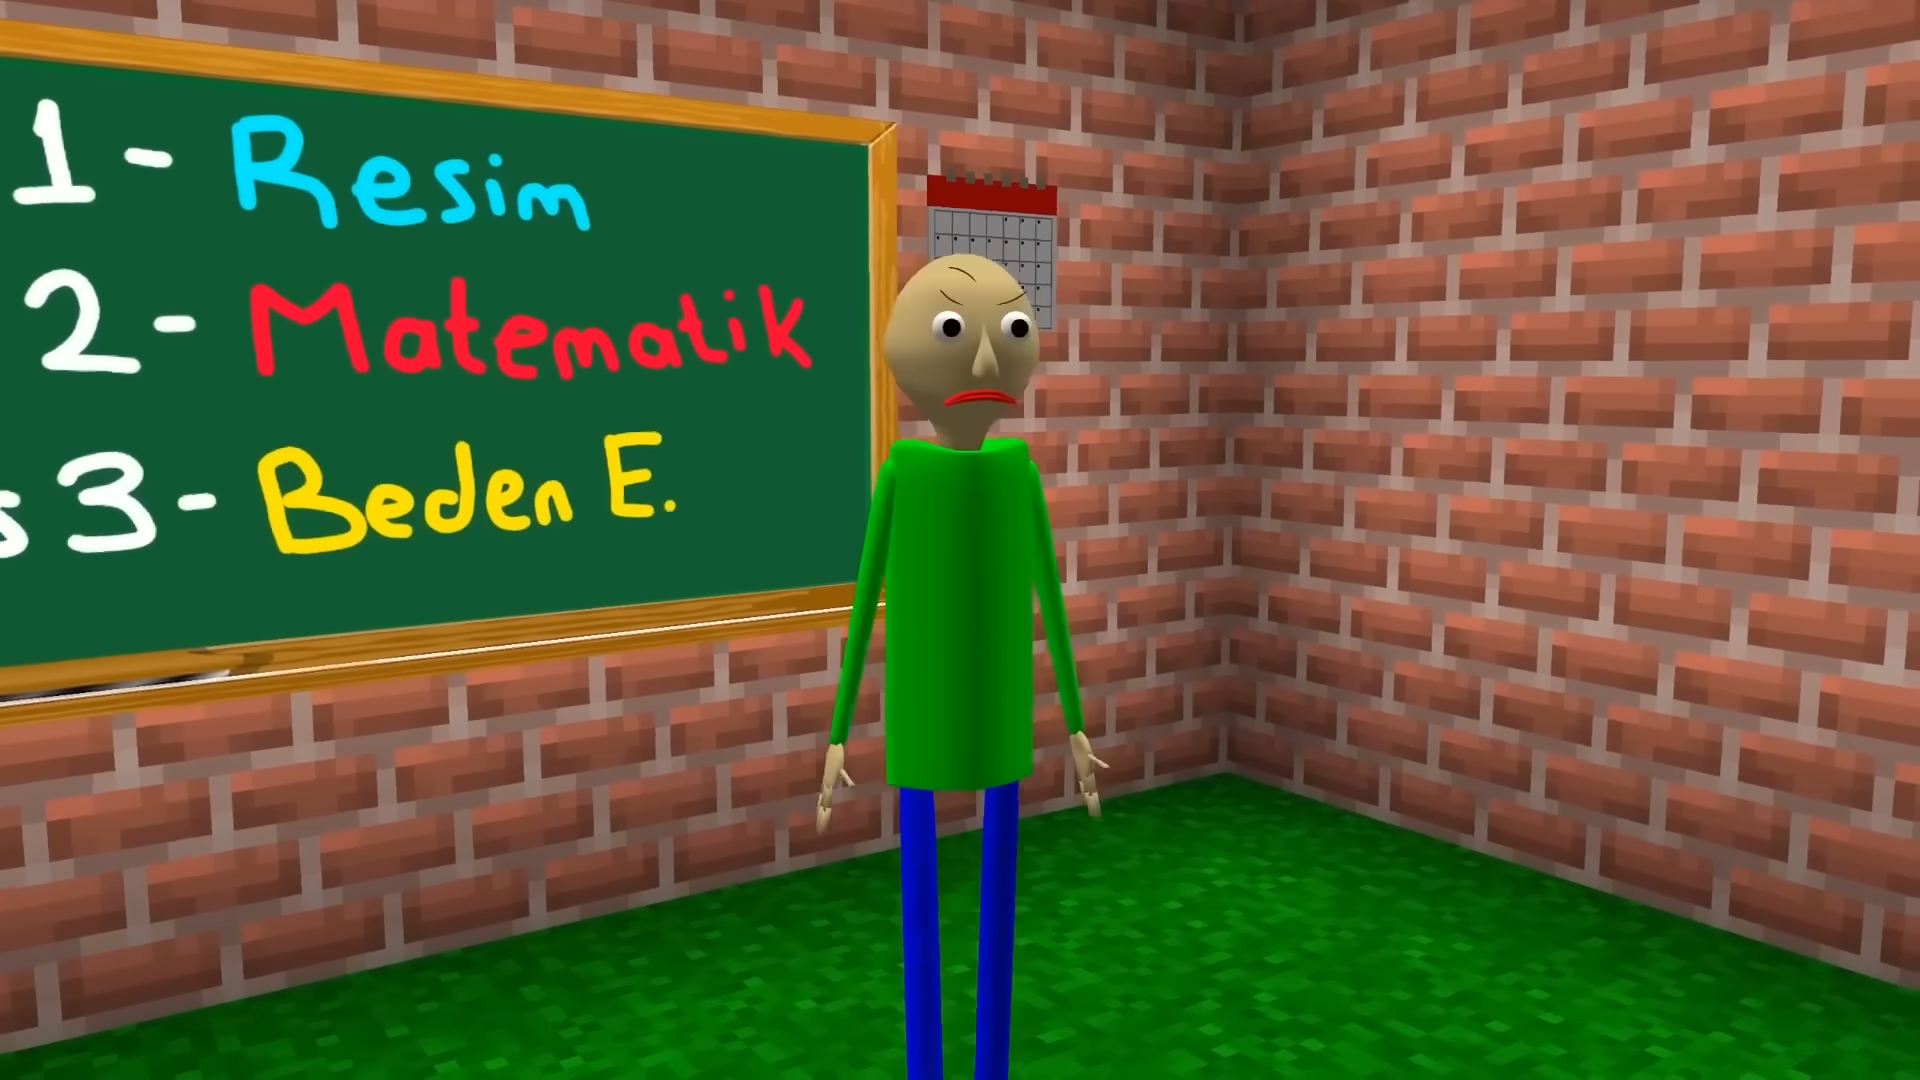 1- Resim
2- Matematik
s 3- Beden E.